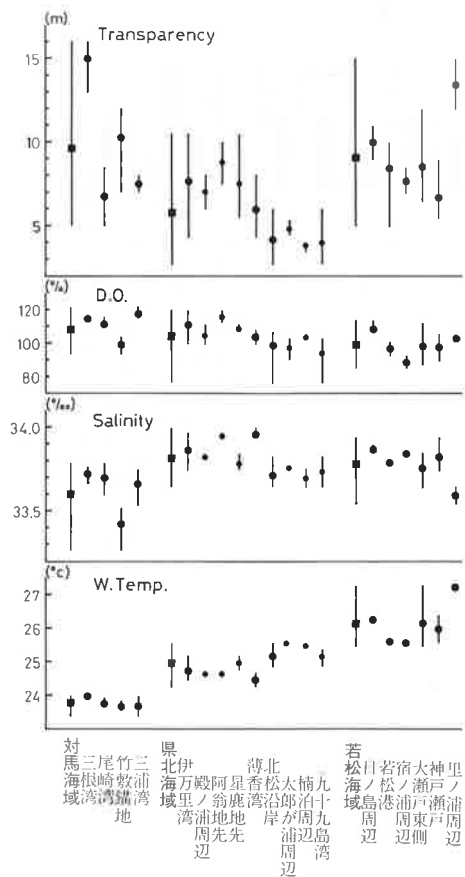 (m)
Transparency
15
10
5
(%)
D.O.
120
100
80
(‰)
Salinity
34.0
33.5
(°c)
W.Temp.
27
26
25
24
対馬海域
三根湾
尾崎湾
竹敷 地
三浦湾
県北海域
伊万里湾
殿ノ浦周辺
阿翁地先
星鹿地先
薄香湾
北松沿岸
太郎が浦周辺
楠泊周辺
九十九島湾
若松海域
日ノ島周辺
若松港
宿ノ浦周辺
大瀬戸東側
神戸瀬戸
里ノ浦周辺